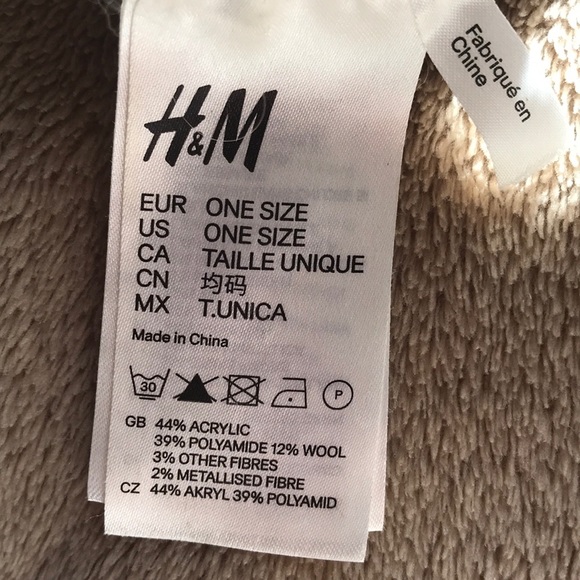 Fabriqué en
Chine
H&M
EUR ONE SIZE
US ONE SIZE
CA TAILLE UNIQUE
CN 均码
MX T.UNICA
Made in China
30 P
GB 44% ACRYLIC
39% POLYAMIDE 12% WOOL
3% OTHER FIBRES
2% METALLISED FIBRE
CZ 44% AKRYL 39% POLYAMID